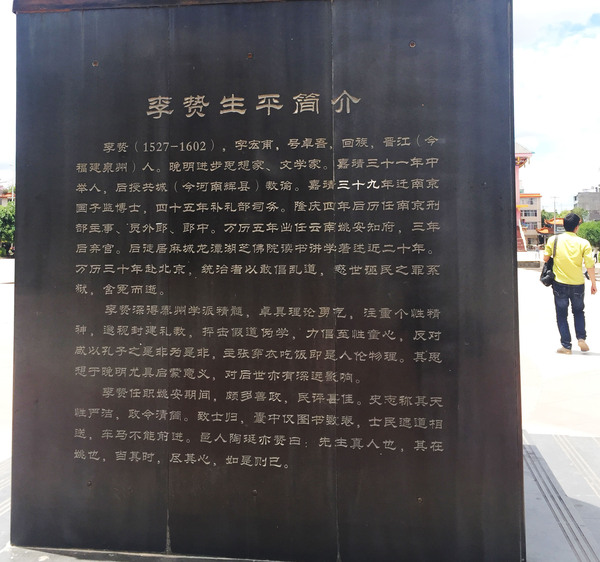 李贽生平简介
李贽（1527-1602），字宏甫，号卓吾，回族，晋江（今
福建泉州）人。晚明进步思想家、文学家。嘉靖三十一年中
举人，后授共城（今河南辉县）教谕。嘉靖三十九年迁南京
国子监博士，四十五年补礼部司务。隆庆四年后历任南京刑
部主事、员外郎、郎中。万历五年出任云南姚安知府，三年
后弃官。后徙居麻城龙潭湖芝佛院读书讲学著述近二十年。
万历三十年赴北京，统治者以敢倡乱道，惑世诬民之罪系
狱，含冤而逝。
李贽深得泰州学派精髓，卓具理论勇气，注重个性精
神，蔑视封建礼教，抨击假道伪学，力倡至性童心，反对
咸以孔子之是非为是非，主张穿衣吃饭即是人伦物理。其思
想于晚明尤具启蒙意义，对后世亦有深远影响。
李贽任职姚安期间，颇多善政，民评甚佳。史志称其天
性严洁，政令清简。致士归，囊中仅图书数卷，士民遮道相
送，车马不能前进。邑人陶珽亦赞曰：先生真人也，其在
姚也，当其时，尽其心，如是则已。